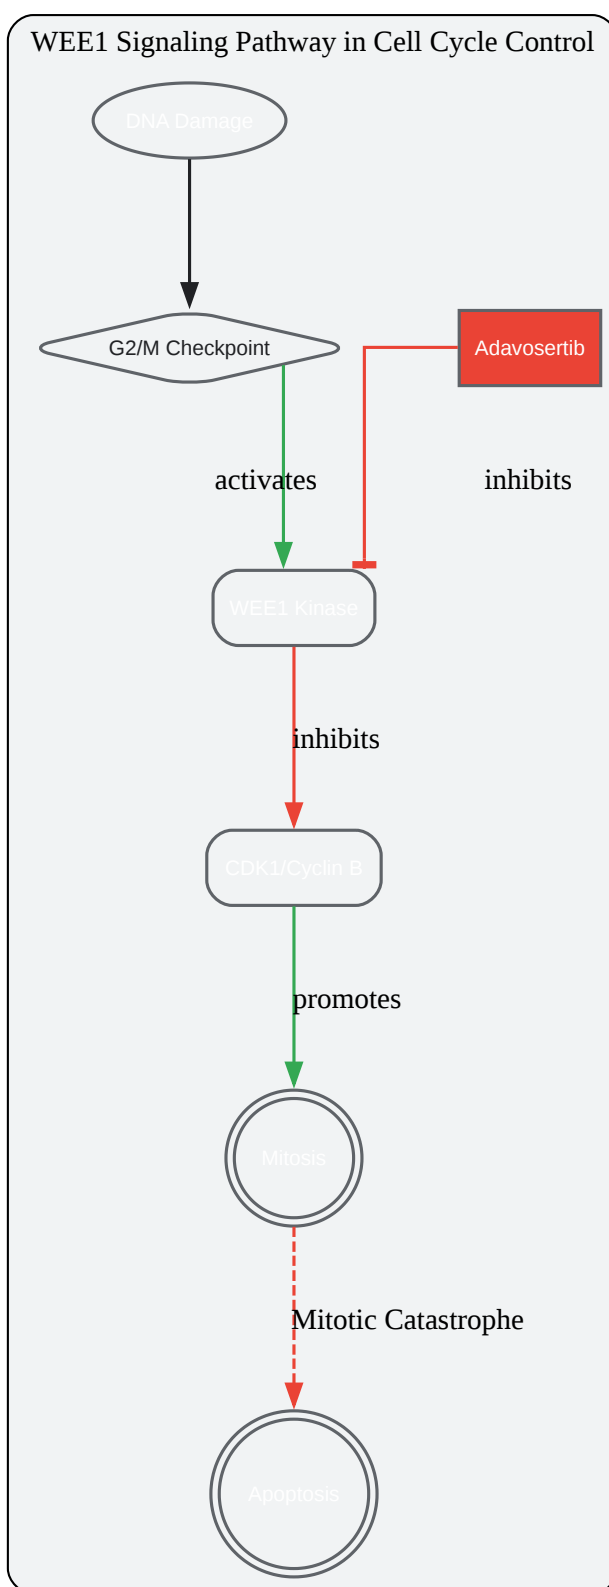 WEE1 Signaling Pathway in Cell Cycle Control
DNA Damage
G2/M Checkpoint
Adavosertib
activates
inhibits
WEE1 Kinase
inhibits
CDK1/Cyclin B
promotes
Mitosis
Mitotic Catastrophe
Apoptosis